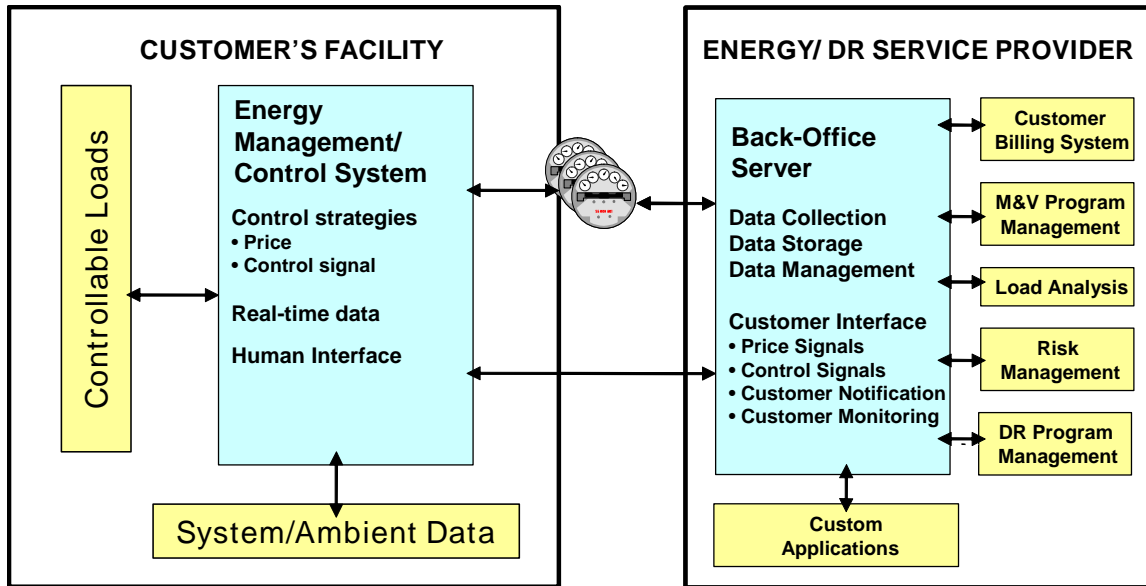 CUSTOMER'S FACILITY
Controllable Loads
Energy
Management/
Control System
Control strategies
• Price
• Control signal
Real-time data
Human Interface
System/Ambient Data
ENERGY/ DR SERVICE PROVIDER
Back-Office
Server
Data Collection
Data Storage
Data Management
Customer Interface
• Price Signals
• Control Signals
• Customer Notification
• Customer Monitoring
Customer
Billing System
M&V Program
Management
Load Analysis
Risk
Management
DR Program
Management
Custom
Applications